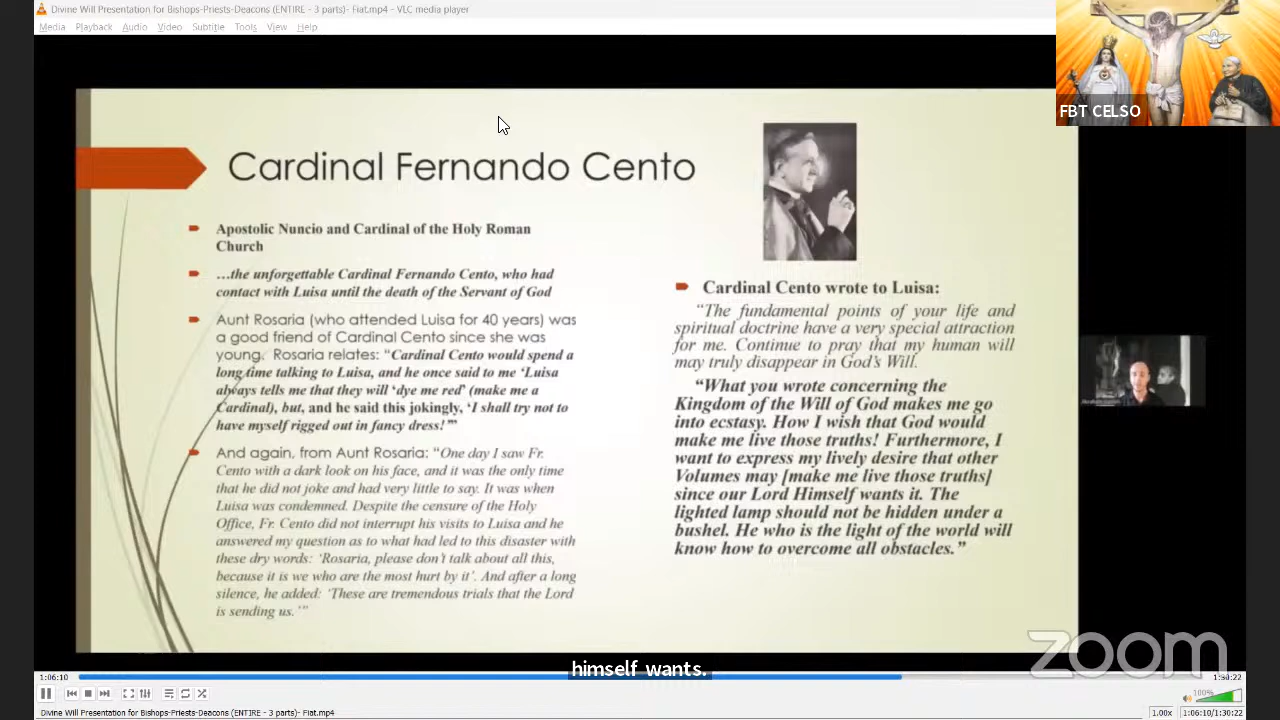 Divine Will Presentation for Bishops-Priests-Deacons (ENTIRE - 3 parts)- Fiat.mp4 - VLC media player
Media Playback Audio Video Subtitle Tools View Help
FBT CELSO
Cardinal Fernando Cento
Apostolic Nuncio and Cardinal of the Holy Roman
Church
…the unforgettable Cardinal Fernando Cento, who had
contact with Luisa until the death of the Servant of God
Aunt Rosaria (who attended Luisa for 40 years) was
a good friend of Cardinal Cento since she was
young. Rosaria relates: “Cardinal Cento would spend a
long time talking to Luisa, and he once said to me ‘Luisa
always tells me that they will ‘dye me red’ (make me a
Cardinal), but, and he said this jokingly, ‘I shall try not to
have myself rigged out in fancy dress!’”
And again, from Aunt Rosaria: “One day I saw Fr.
Cento with a dark look on his face, and it was the only time
that he did not joke and had very little to say. It was when
Luisa was condemned. Despite the censure of the Holy
Office, Fr. Cento did not interrupt his visits to Luisa and he
answered my question as to what had led to this disaster with
these dry words: ‘Rosaria, please don’t talk about all this,
because it is we who are the most hurt by it’. And after a long
silence, he added: ‘These are tremendous trials that the Lord
is sending us.’”
Cardinal Cento wrote to Luisa:
“The fundamental points of your life and
spiritual doctrine have a very special attraction
for me. Continue to pray that my human will
may truly disappear in God’s Will.
“What you wrote concerning the
Kingdom of the Will of God makes me go
into ecstasy. How I wish that God would
make me live those truths! Furthermore, I
want to express my lively desire that other
Volumes may [make me live those truths]
since our Lord Himself wants it. The
lighted lamp should not be hidden under a
bushel. He who is the light of the world will
know how to overcome all obstacles.”
zoom
himself wants.
1:06:10
1:30:22
100%
Divine Will Presentation for Bishops-Priests-Deacons (ENTIRE - 3 parts)- Fiat.mp4
1.00x
1:06:10/1:30:22